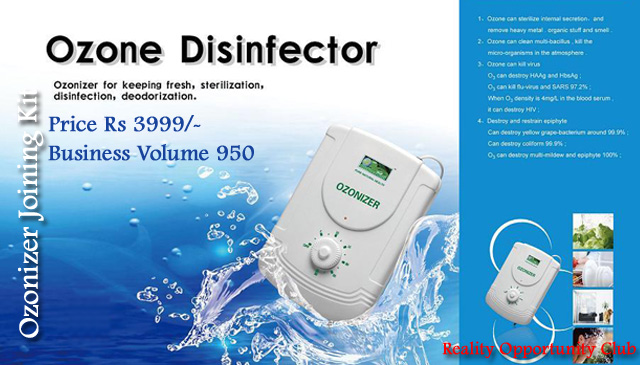 Ozone Disinfector
Ozonizer for keeping fresh, sterilization,
disinfection, deodorization.
Price Rs 3999/-
Business Volume 950
Ozonizer Joining Kit
OZONIZER
1. Ozone can sterilize internal secretion, and
remove heavy metal, organic stuff and smell.
2. Ozone can clean multi-bacillus, kill the
micro-organisms in the atmosphere.
3. Ozone can kill virus
O3 can destroy HAAg and HbsAg ;
O3 can kill flu-virus and SARS 97.2% ;
When O3 density is 4mg/L in the blood serum,
it can destroy HIV ;
4. Destroy and restrain epiphyte
Can destroy yellow grape-bacterium around 99.9% ;
Can destroy coliform 99.9% ;
O3 can destroy multi-mildew and epiphyte 100% ;
OZONIZER
Reality Opportunity Club